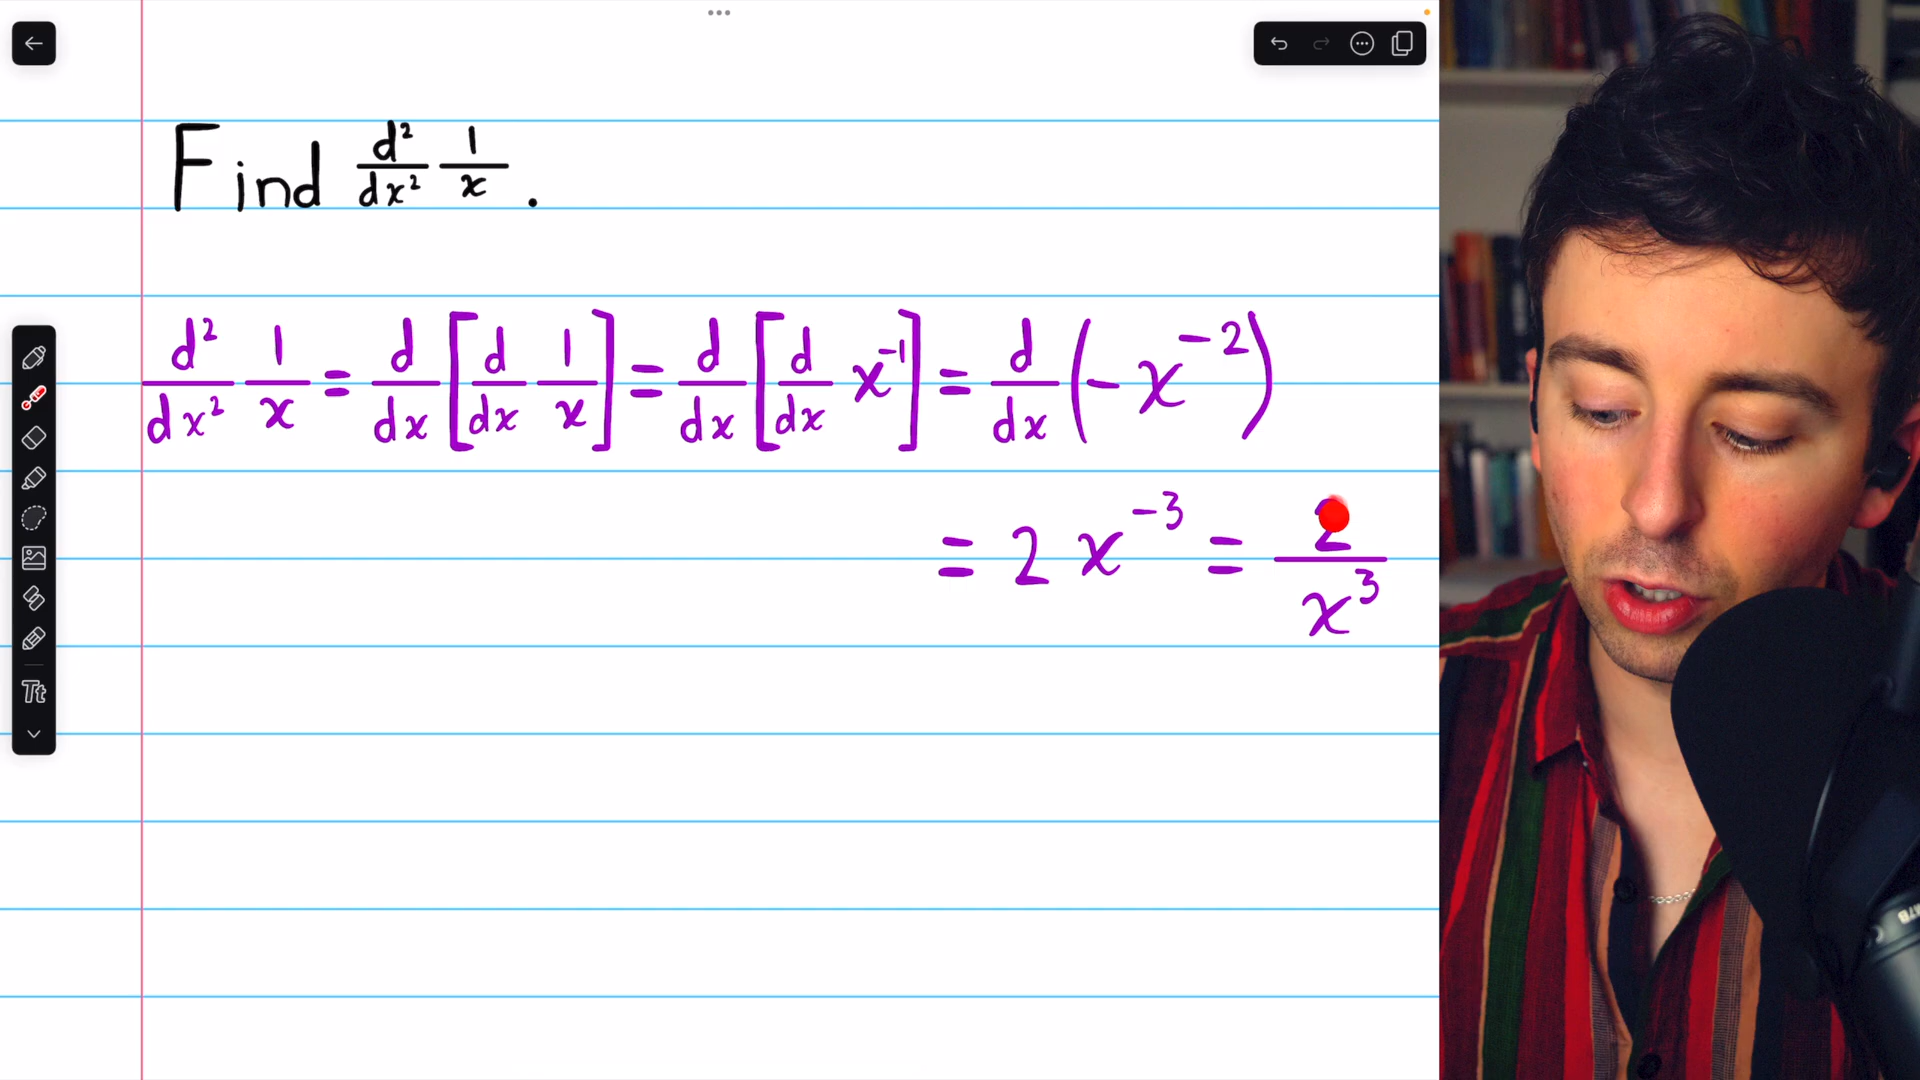 Find d²/dx² 1/x .
d²/dx² 1/x = d/dx [d/dx 1/x] = d/dx [d/dx x⁻¹] = d/dx (-x⁻²)
= 2x⁻³ = 2/x³
Tt